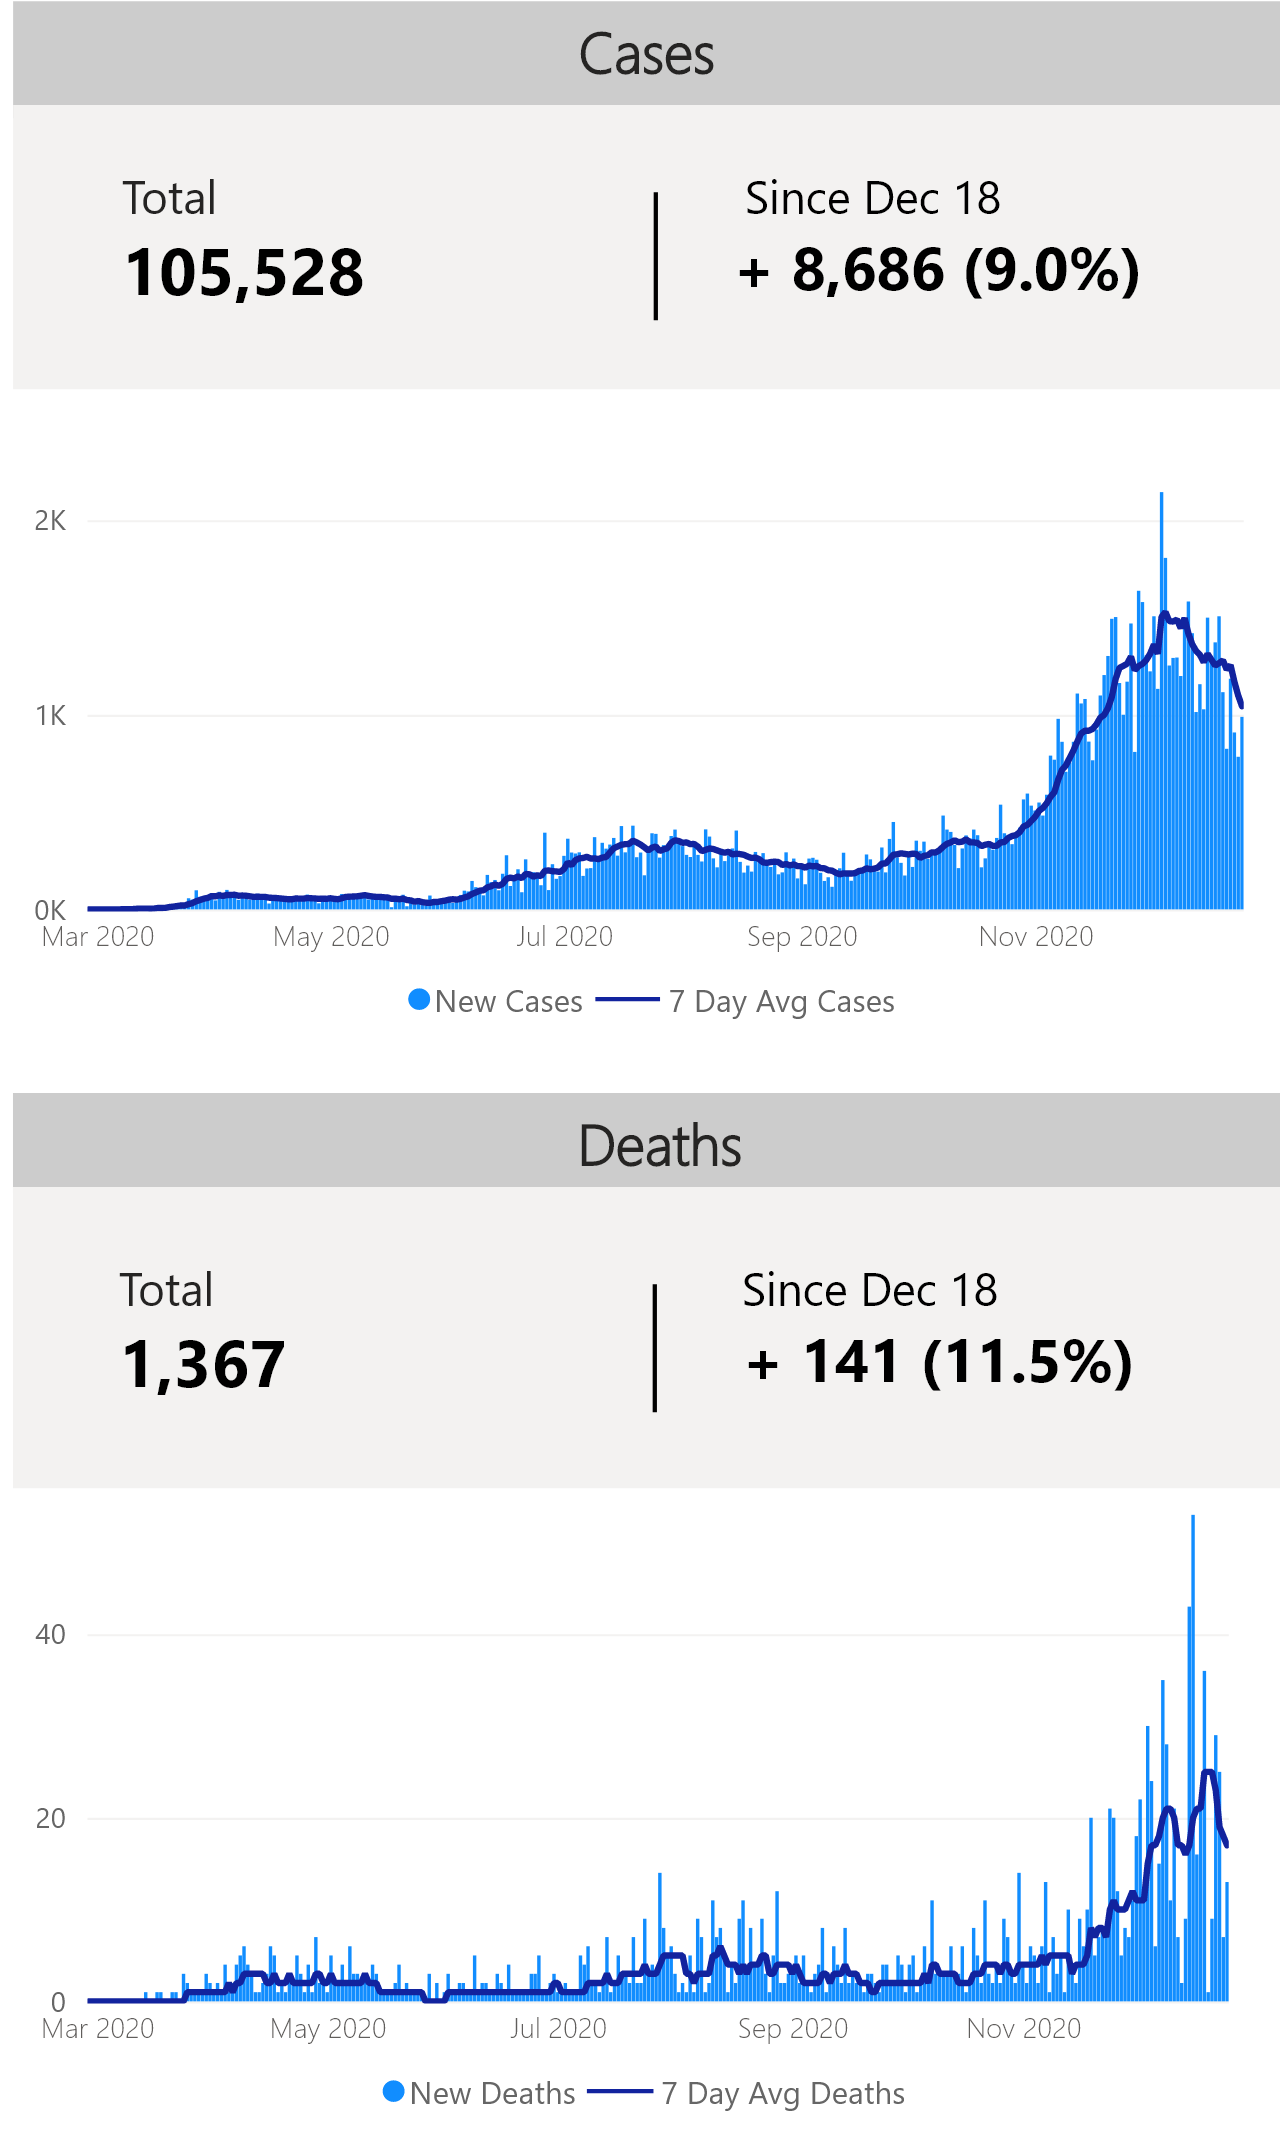 Cases
Total
Since Dec 18
105,528
+ 8,686 (9.0%)
2K
1K
0K
Mar 2020 May 2020 Jul 2020 Sep 2020 Nov 2020
New Cases 7 Day Avg Cases
Deaths
Total
Since Dec 18
1,367
+ 141 (11.5%)
40
20
0
Mar 2020 May 2020 Jul 2020 Sep 2020 Nov 2020
New Deaths 7 Day Avg Deaths